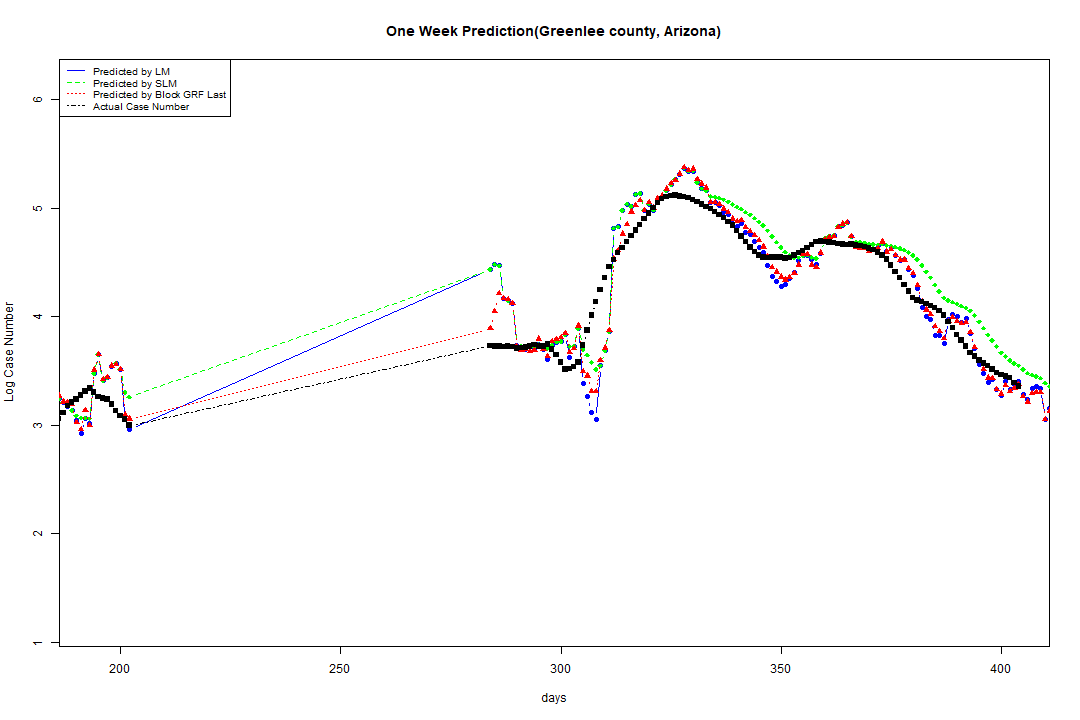 One Week Prediction(Greenlee county, Arizona)
Predicted by LM
Predicted by SLM
Predicted by Block GRF Last
Actual Case Number
6
5
4
3
2
1
Log Case Number
200 250 300 350 400
days